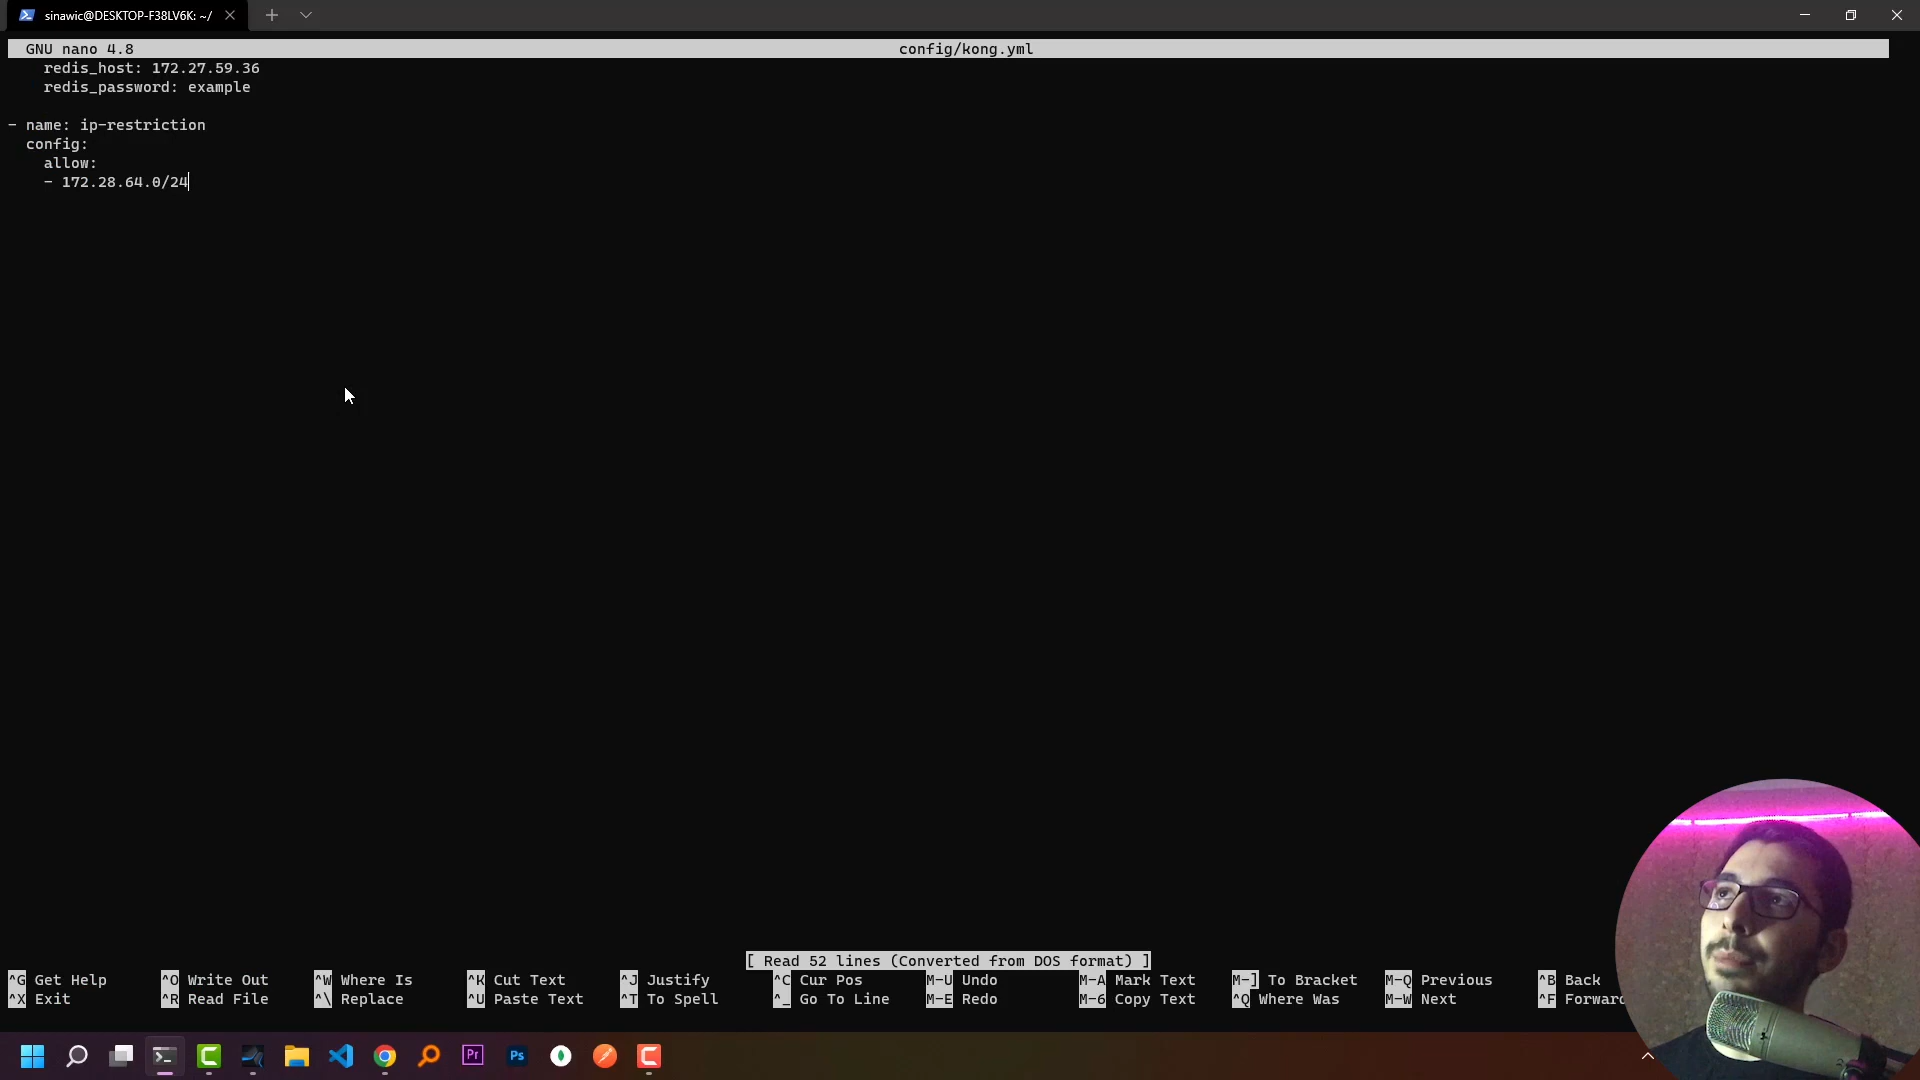 sinawic@DESKTOP-F38LV6K: ~/
GNU nano 4.8 config/kong.yml
redis_host: 172.27.59.36
redis_password: example
- name: ip-restriction
config:
allow:
- 172.28.64.0/24
[ Read 52 lines (Converted from DOS format) ]
^G Get Help ^O Write Out ^W Where Is ^K Cut Text ^J Justify ^C Cur Pos M-U Undo M-A Mark Text M-] To Bracket M-Q Previous ^B Back
^X Exit ^R Read File ^\ Replace ^U Paste Text ^T To Spell ^_ Go To Line M-E Redo M-6 Copy Text ^Q Where Was M-W Next ^F Forward
Pr
Ps